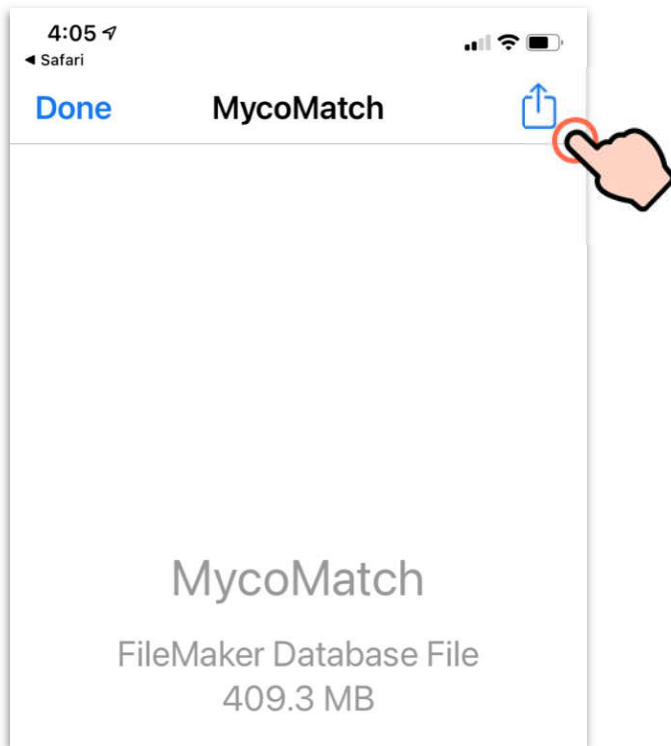 4:05
◀ Safari
Done MycoMatch
MycoMatch
FileMaker Database File
409.3 MB